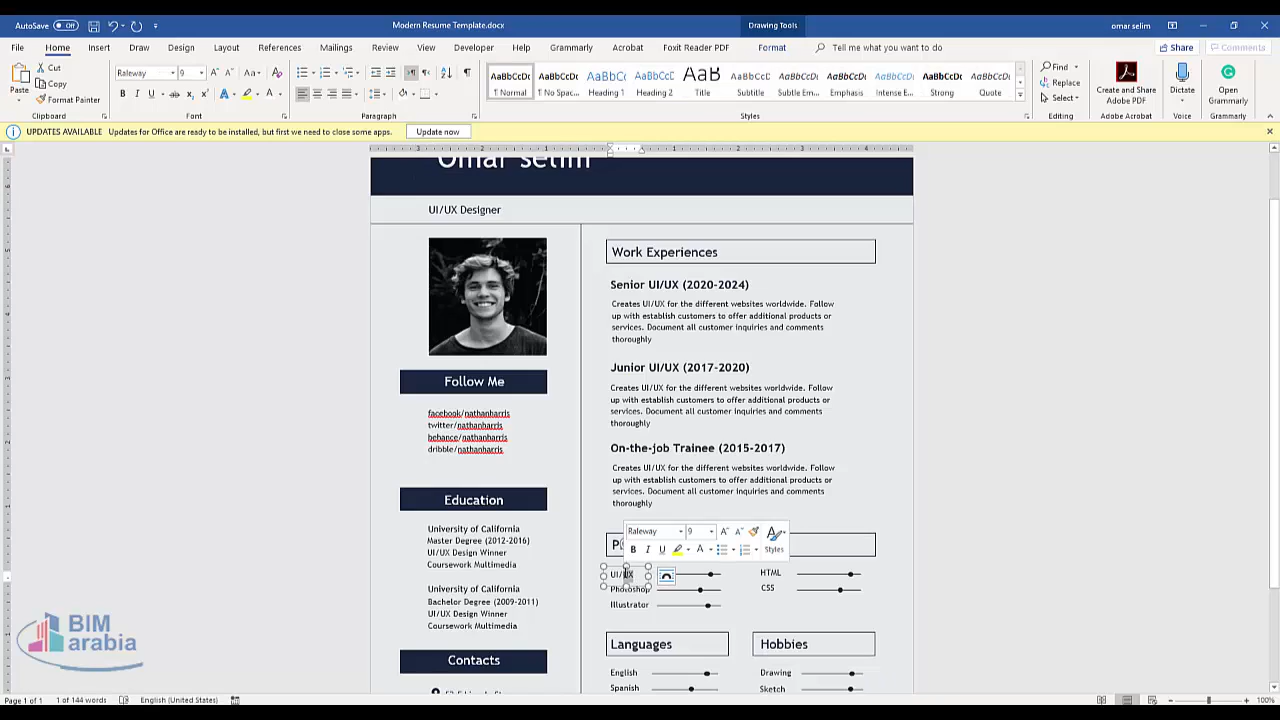 AutoSave Off
Modern Resume Template.docx
Drawing Tools
omar selim
File Home Insert Draw Design Layout References Mailings Review View Developer Help Grammarly Acrobat Foxit Reader PDF Format Tell me what you want to do Share Comments
Paste Cut Copy Format Painter
Clipboard
Raleway 9
Font
Paragraph
AaBbCcDc AaBbCcDc AaBbCc AaBbCcC AaB AaBbCcC AaBbCcDc AaBbCcDc AaBbCcDc AaBbCcDc AaBbCcDc
¶ Normal ¶ No Spac... Heading 1 Heading 2 Title Subtitle Subtle Em... Emphasis Intense E... Strong Quote
Styles
Find Replace Select
Editing
Create and Share Adobe PDF
Adobe Acrobat
Dictate
Voice
Open Grammarly
Grammarly
UPDATES AVAILABLE Updates for Office are ready to be installed, but first we need to close some apps. Update now
Omar selim
UI/UX Designer
Follow Me
facebook/nathanharris
twitter/nathanharris
behance/nathanharris
dribble/nathanharris
Education
University of California
Master Degree (2012-2016)
UI/UX Design Winner
Coursework Multimedia
University of California
Bachelor Degree (2009-2011)
UI/UX Design Winner
Coursework Multimedia
Contacts
Work Experiences
Senior UI/UX (2020-2024)
Creates UI/UX for the different websites worldwide. Follow
up with establish customers to offer additional products or
services. Document all customer inquiries and comments
thoroughly
Junior UI/UX (2017-2020)
Creates UI/UX for the different websites worldwide. Follow
up with establish customers to offer additional products or
services. Document all customer inquiries and comments
thoroughly
On-the-job Trainee (2015-2017)
Creates UI/UX for the different websites worldwide. Follow
up with establish customers to offer additional products or
services. Document all customer inquiries and comments
thoroughly
Raleway 9
Styles
UI/UX
Photoshop
Illustrator
HTML
CSS
Languages
English
Spanish
Hobbies
Drawing
Sketch
BIM
arabia
Page 1 of 1 1 of 144 words English (United States) 100%